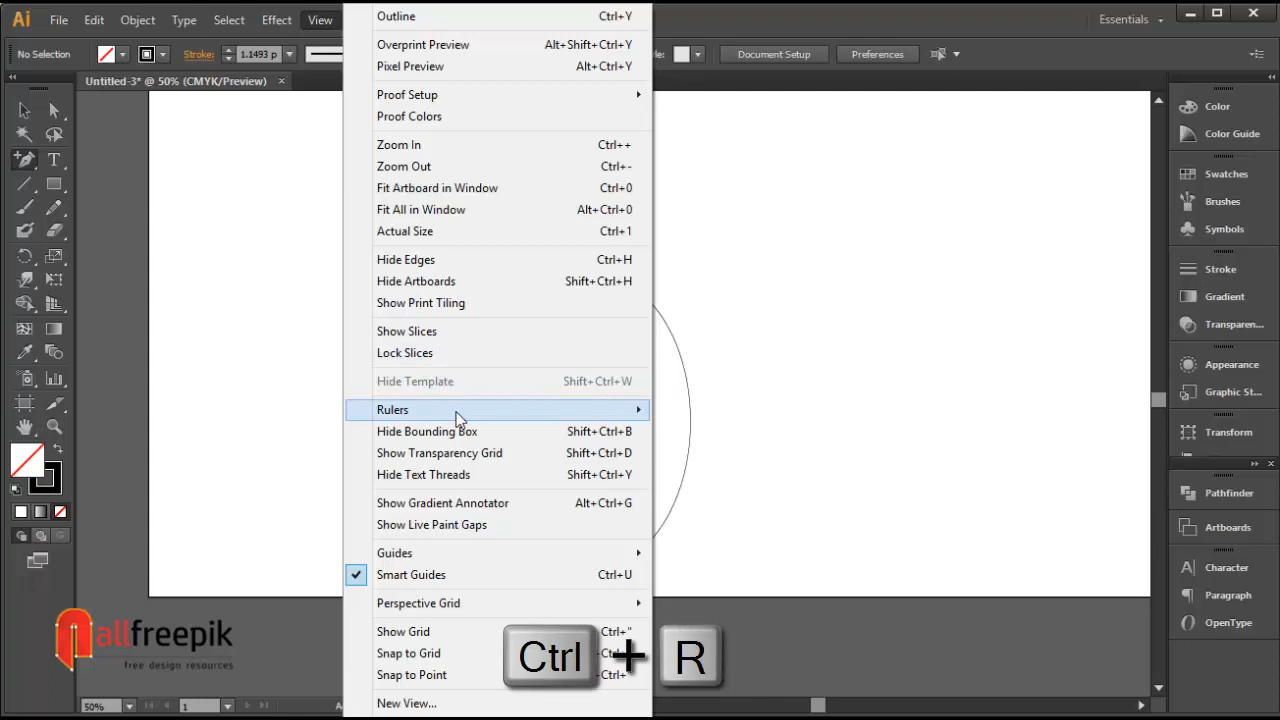 Ai File Edit Object Type Select Effect View Essentials
No Selection Stroke: 1.1493 p Document Setup Preferences
Untitled-3* @ 50% (CMYK/Preview)
Outline Ctrl+Y
Overprint Preview Alt+Shift+Ctrl+Y
Pixel Preview Alt+Ctrl+Y
Proof Setup
Proof Colors
Zoom In Ctrl++
Zoom Out Ctrl+-
Fit Artboard in Window Ctrl+0
Fit All in Window Alt+Ctrl+0
Actual Size Ctrl+1
Hide Edges Ctrl+H
Hide Artboards Shift+Ctrl+H
Show Print Tiling
Show Slices
Lock Slices
Hide Template Shift+Ctrl+W
Rulers
Hide Bounding Box Shift+Ctrl+B
Show Transparency Grid Shift+Ctrl+D
Hide Text Threads Shift+Ctrl+Y
Show Gradient Annotator Alt+Ctrl+G
Show Live Paint Gaps
Guides
Smart Guides Ctrl+U
Perspective Grid
Show Grid Ctrl+"
Snap to Grid
Snap to Point
New View...
Color
Color Guide
Swatches
Brushes
Symbols
Stroke
Gradient
Transparen...
Appearance
Graphic St...
Transform
Pathfinder
Artboards
Character
Paragraph
OpenType
allfreepik
free design resources
Ctrl + R
50% 1